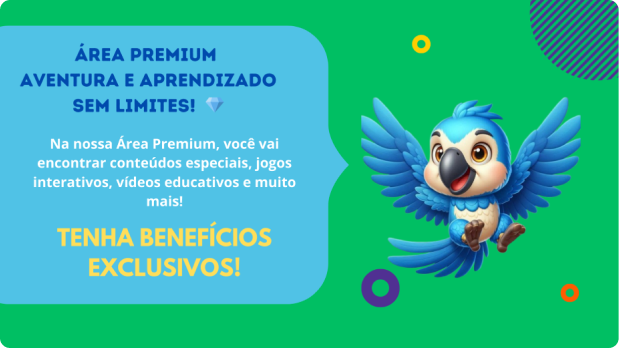 ÁREA PREMIUM
AVENTURA E APRENDIZADO
SEM LIMITES! 💎
Na nossa Área Premium, você vai
encontrar conteúdos especiais, jogos
interativos, vídeos educativos e muito
mais!
TENHA BENEFÍCIOS
EXCLUSIVOS!